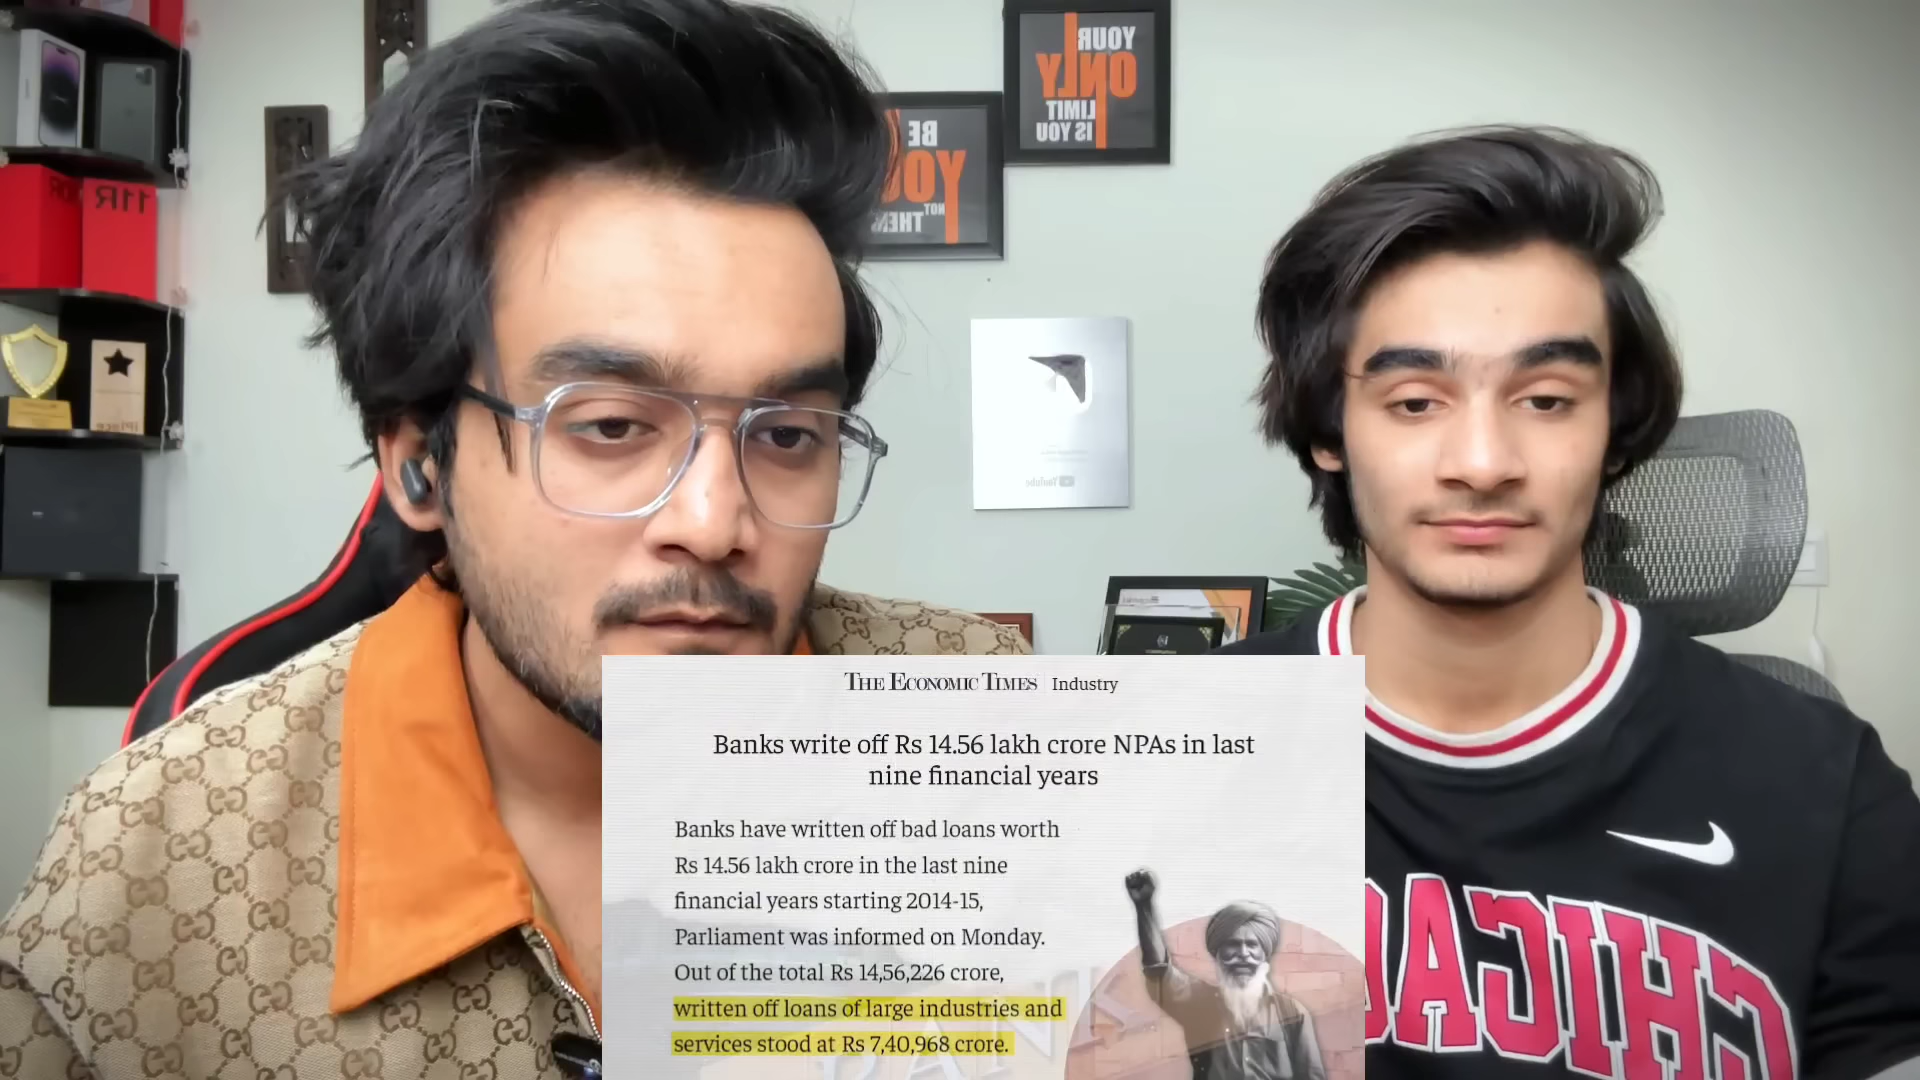 YOUR
ONLY
LIMIT
IS YOU
BE
YOU
NOT
11R
iPlace
YouTube
THE ECONOMIC TIMES | Industry
Banks write off Rs 14.56 lakh crore NPAs in last
nine financial years
Banks have written off bad loans worth
Rs 14.56 lakh crore in the last nine
financial years starting 2014-15,
Parliament was informed on Monday.
Out of the total Rs 14,56,226 crore,
written off loans of large industries and
services stood at Rs 7,40,968 crore.
BANK
CHICAGO